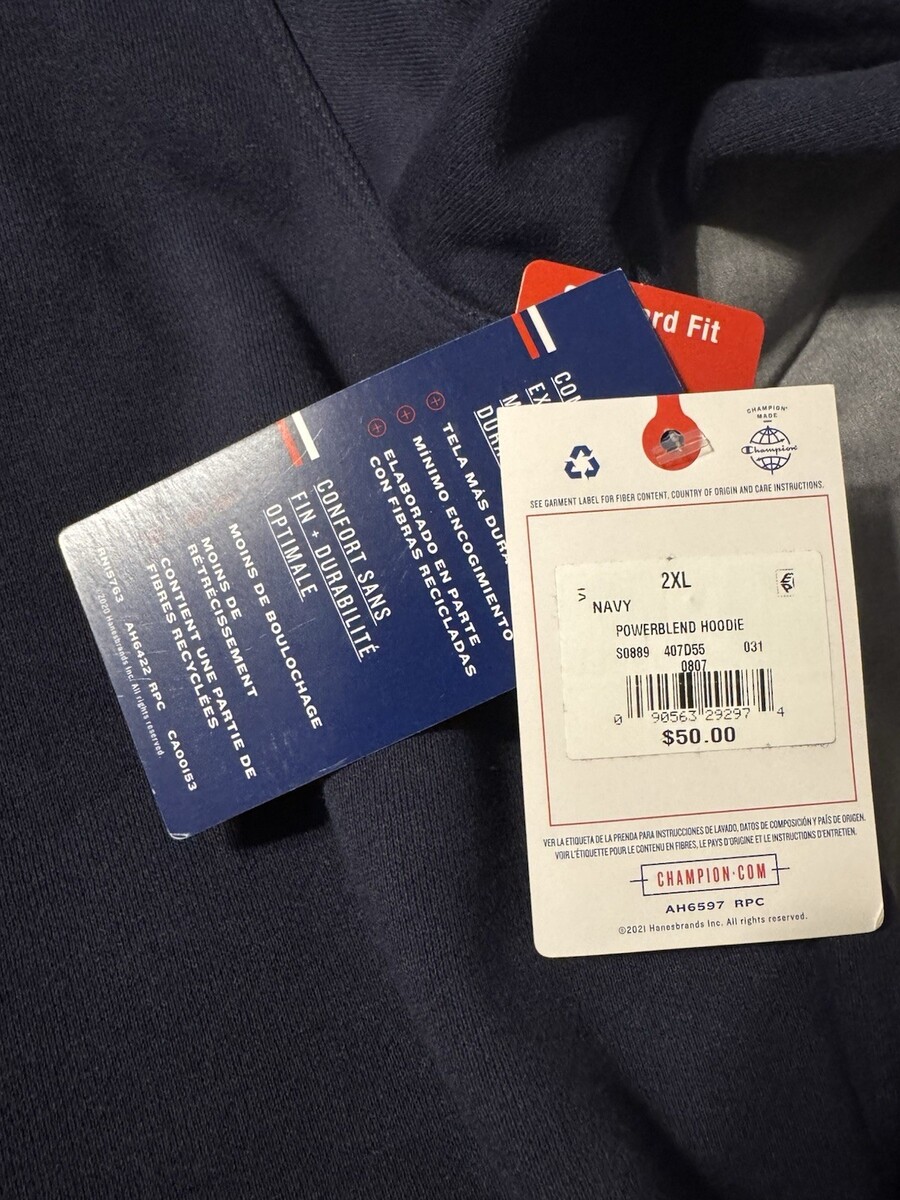 rd Fit
TELA MÁS DURA
MÍNIMO ENCOGIMIENTO
ELABORADO EN PARTE
CON FIBRAS RECICLADAS
CONFORT SANS
FIN + DURABILITÉ
OPTIMALE
MOINS DE BOULOCHAGE
MOINS DE
RÉTRÉCISSEMENT
CONTIENT UNE PARTIE DE
FIBRES RECYCLÉES
RN15763 AH6422 RPC CA00153
2020 Hanesbrands Inc. All rights reserved.
CHAMPION®
MADE
Champion
SEE GARMENT LABEL FOR FIBER CONTENT, COUNTRY OF ORIGIN AND CARE INSTRUCTIONS.
2XL
NAVY
POWERBLEND HOODIE
S0889 407D55 031
0807
0 90563 29297 4
$50.00
VER LA ETIQUETA DE LA PRENDA PARA INSTRUCCIONES DE LAVADO, DATOS DE COMPOSICIÓN Y PAÍS DE ORIGEN.
VOIR L'ÉTIQUETTE POUR LE CONTENU EN FIBRES, LE PAYS D'ORIGINE ET LE INSTRUCTIONS D'ENTRETIEN.
CHAMPION·COM
AH6597 RPC
©2021 Hanesbrands Inc. All rights reserved.